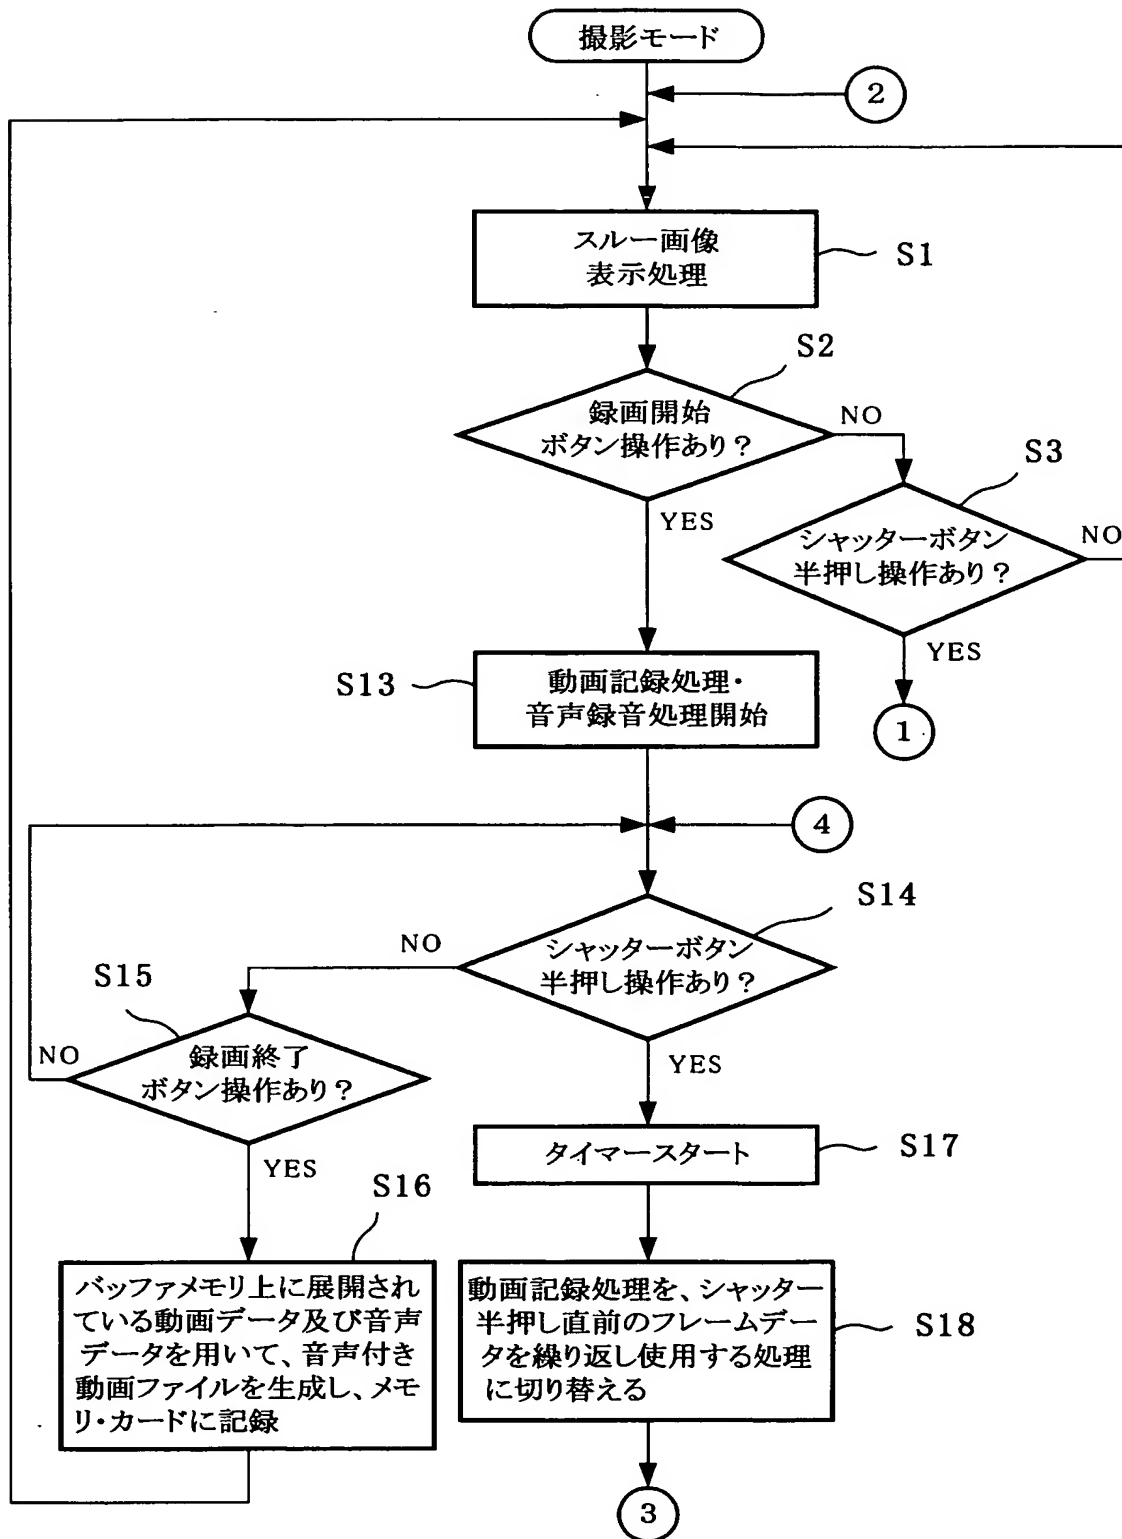 撮影モード
2
スルー画像
表示処理
S1
S2
録画開始
ボタン操作あり?
NO
YES
S3
シャッターボタン
半押し操作あり?
NO
YES
1
S13
動画記録処理・
音声録音処理開始
4
S14
シャッターボタン
半押し操作あり?
NO
YES
S15
録画終了
ボタン操作あり?
NO
YES
S17
タイマースタート
S16
バッファメモリ上に展開され
ている動画データ及び音声
データを用いて、音声付き
動画ファイルを生成し、メモ
リ・カードに記録
動画記録処理を、シャッター
半押し直前のフレームデー
タを繰り返し使用する処理
に切り替える
S18
3